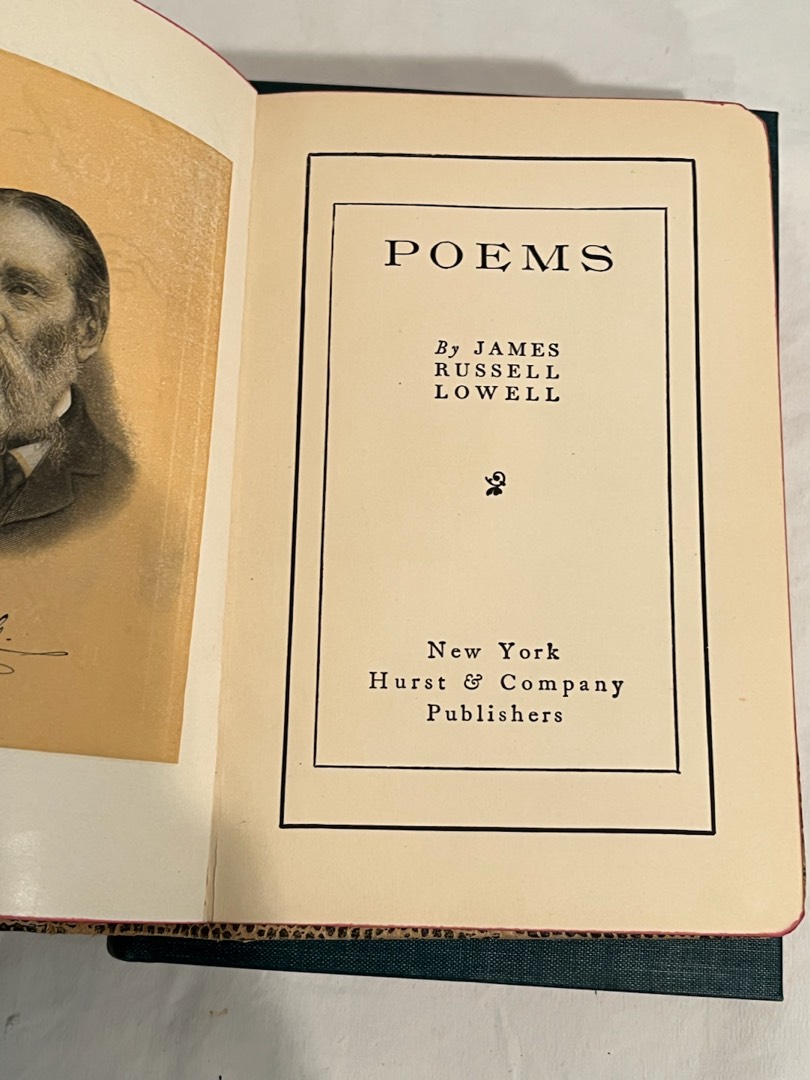 POEMS
By JAMES
RUSSELL
LOWELL
New York
Hurst & Company
Publishers